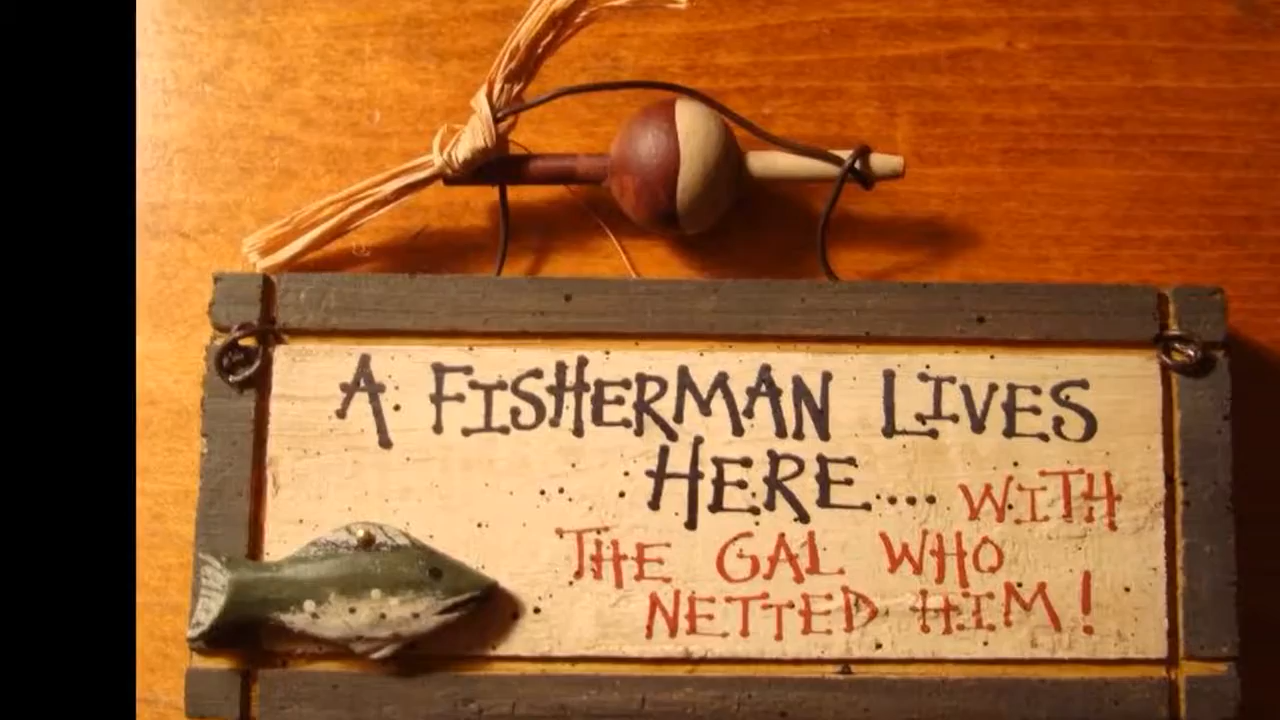 A FISHERMAN LIVES
HERE... WITH
THE GAL WHO
NETTED HIM!